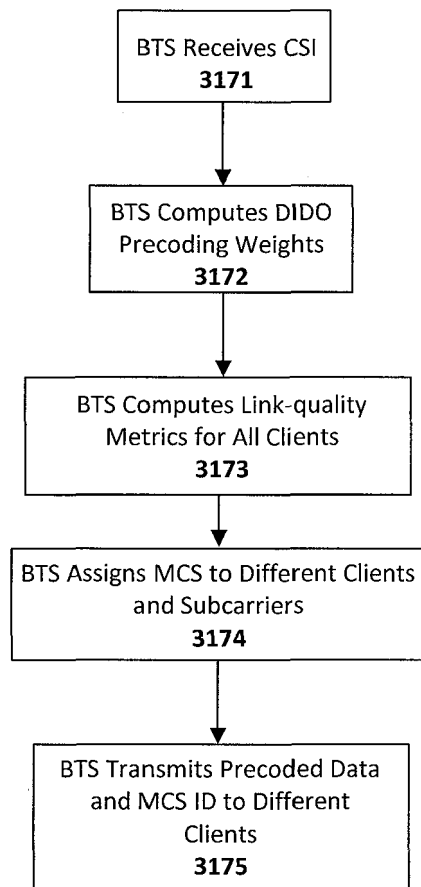 BTS Receives CSI
3171
BTS Computes DIDO
Precoding Weights
3172
BTS Computes Link-quality
Metrics for All Clients
3173
BTS Assigns MCS to Different Clients
and Subcarriers
3174
BTS Transmits Precoded Data
and MCS ID to Different
Clients
3175